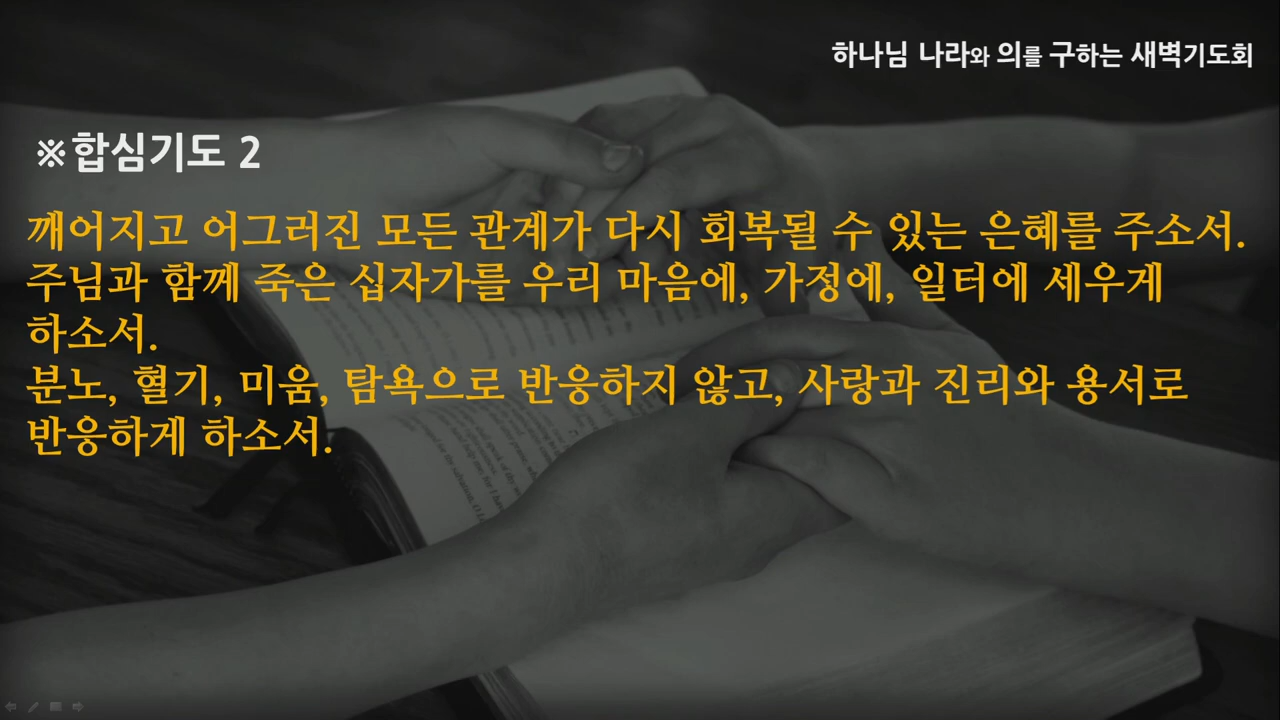 하나님 나라와 의를 구하는 새벽기도회
※합심기도 2
깨어지고 어그러진 모든 관계가 다시 회복될 수 있는 은혜를 주소서.
주님과 함께 죽은 십자가를 우리 마음에, 가정에, 일터에 세우게
하소서.
분노, 혈기, 미움, 탐욕으로 반응하지 않고, 사랑과 진리와 용서로
반응하게 하소서.